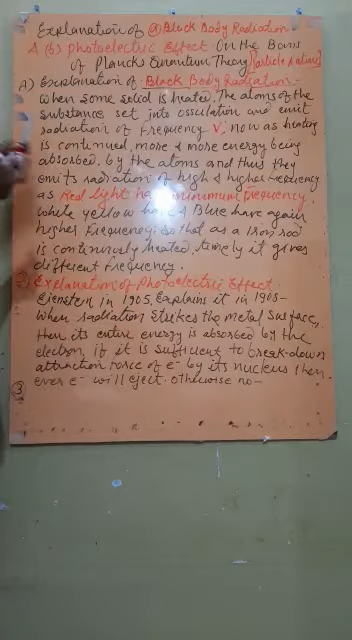 Explanation of (a) Black Body Radiation
& (b) Photoelectric Effect On the Basis
of Plancks Quantum Theory [Particle Nature]
A) Explanation of Black Body Radiation -
When some solid is heated, The atoms of the
substance set into osscilation and emit
radiation of Frequency V, now as heating
is continued, more & more energy being
absorbed by the atoms and thus they
emits radiation of high & higher frequency
as Red light has minimum frequency,
while yellow have & Blue have again
higher Frequency. So that as a Iron rod
is continuously heated, it gives
different Frequency.
Explanation of Photoelectric Effect -
Eienstein in 1905, Explains it in 1905-
When radiation strikes the metal surface,
then its entire energy is absorbed by the
electron, if it is sufficient to break-down
attraction force of e⁻ by its nucleus then
ever e⁻ will eject. otherwise no-
③